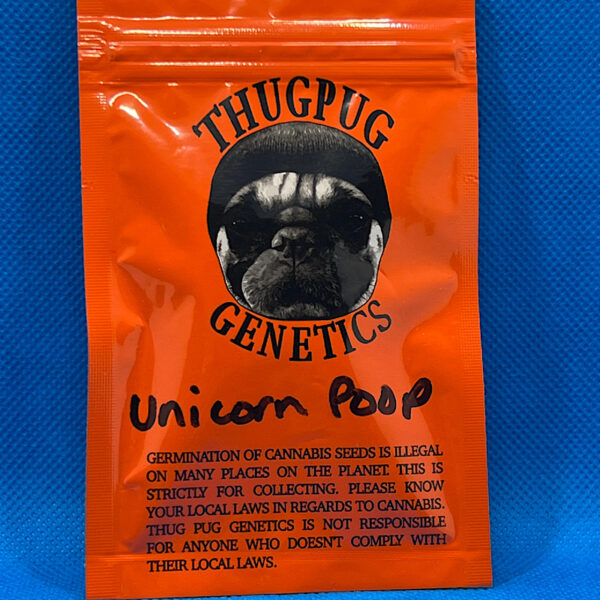 THUGPUG
GENETICS
Unicorn Poop
GERMINATION OF CANNABIS SEEDS IS ILLEGAL
ON MANY PLACES ON THE PLANET. THIS IS
STRICTLY FOR COLLECTING. PLEASE KNOW
YOUR LOCAL LAWS IN REGARDS TO CANNABIS.
THUG PUG GENETICS IS NOT RESPONSIBLE
FOR ANYONE WHO DOESN'T COMPLY WITH
THEIR LOCAL LAWS.